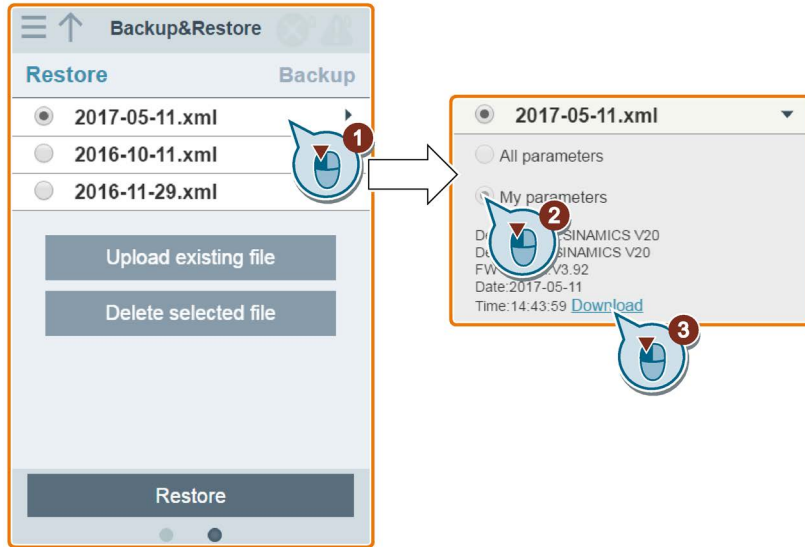 Backup&Restore
Restore Backup
2017-05-11.xml
2016-10-11.xml
2016-11-29.xml
Upload existing file
Delete selected file
Restore
1
2017-05-11.xml
All parameters
My parameters
2
SINAMICS V20
SINAMICS V20
FW V3.92
Date:2017-05-11
Time:14:43:59 Download
3